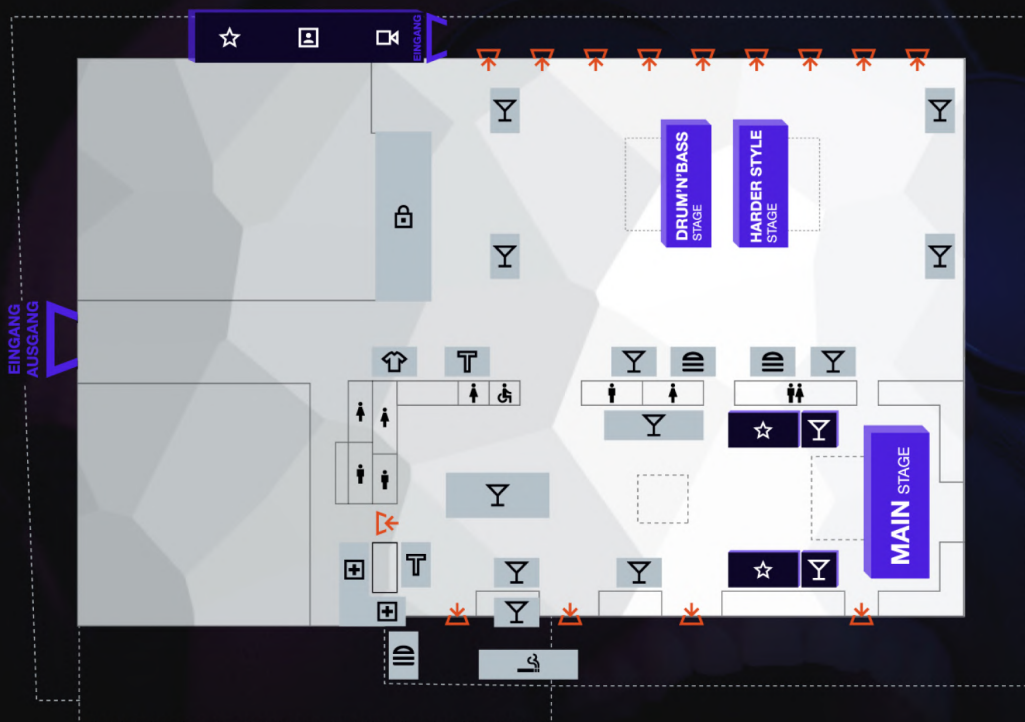 EINGANG
DRUM'N'BASS
STAGE
HARDER STYLE
STAGE
EINGANG
AUSGANG
T
T
MAIN STAGE